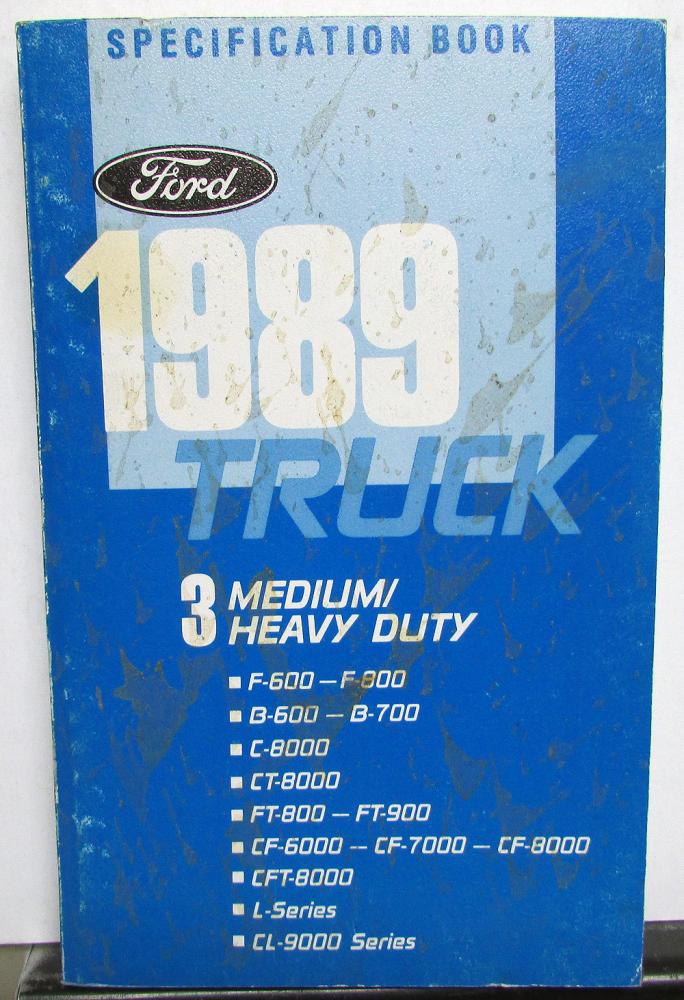 SPECIFICATION BOOK
Ford
1989
TRUCK
3 MEDIUM/
HEAVY DUTY
F-600 – F-800
B-600 – B-700
C-8000
CT-8000
FT-800 – FT-900
CF-6000 -- CF-7000 – CF-8000
CFT-8000
L-Series
CL-9000 Series